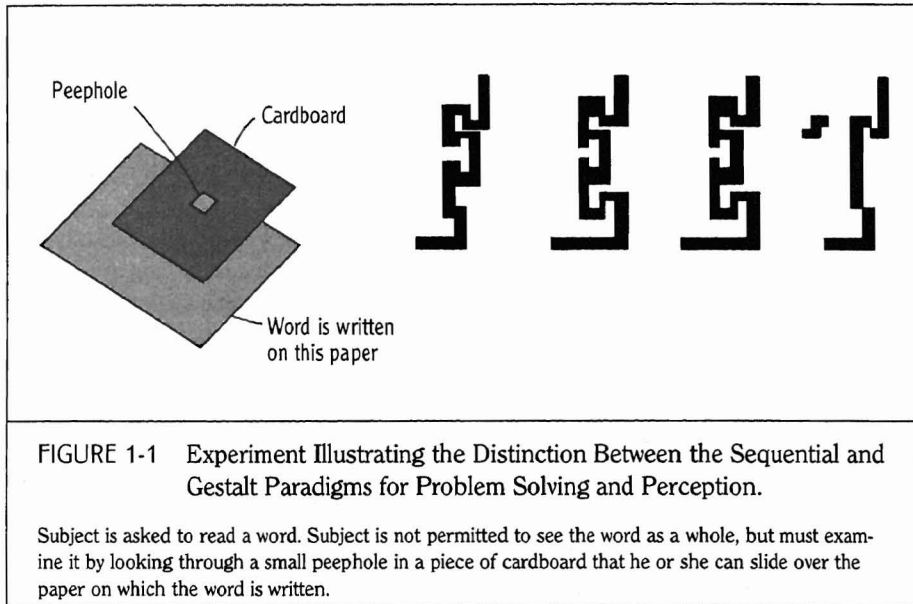 Peephole
Cardboard
Word is written
on this paper
FIGURE 1-1 Experiment Illustrating the Distinction Between the Sequential and
Gestalt Paradigms for Problem Solving and Perception.
Subject is asked to read a word. Subject is not permitted to see the word as a whole, but must exam-
ine it by looking through a small peephole in a piece of cardboard that he or she can slide over the
paper on which the word is written.